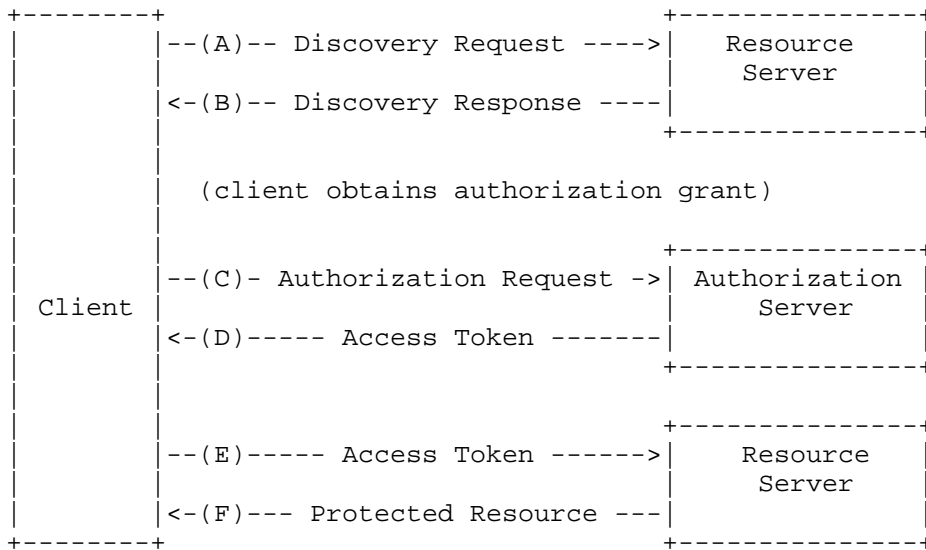 --(A)-- Discovery Request ---->| Resource
Server
<-(B)-- Discovery Response ----|
(client obtains authorization grant)
--(C)- Authorization Request ->| Authorization
Client Server
<-(D)----- Access Token -------|
--(E)----- Access Token ------>| Resource
Server
<-(F)--- Protected Resource ---|